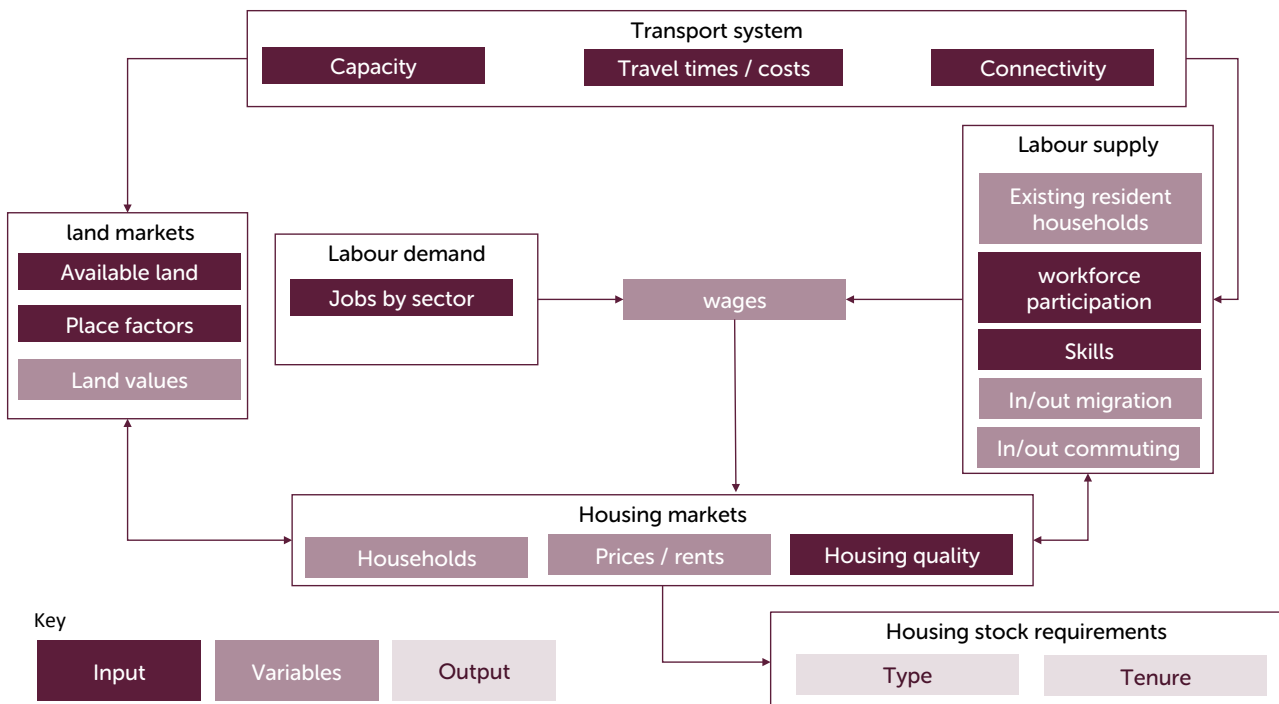 Transport system
Capacity
Travel times / costs
Connectivity
Labour supply
Existing resident
households
workforce
participation
Skills
In/out migration
In/out commuting
land markets
Available land
Place factors
Land values
Labour demand
Jobs by sector
wages
Housing markets
Households
Prices / rents
Housing quality
Key
Input
Variables
Output
Housing stock requirements
Type
Tenure